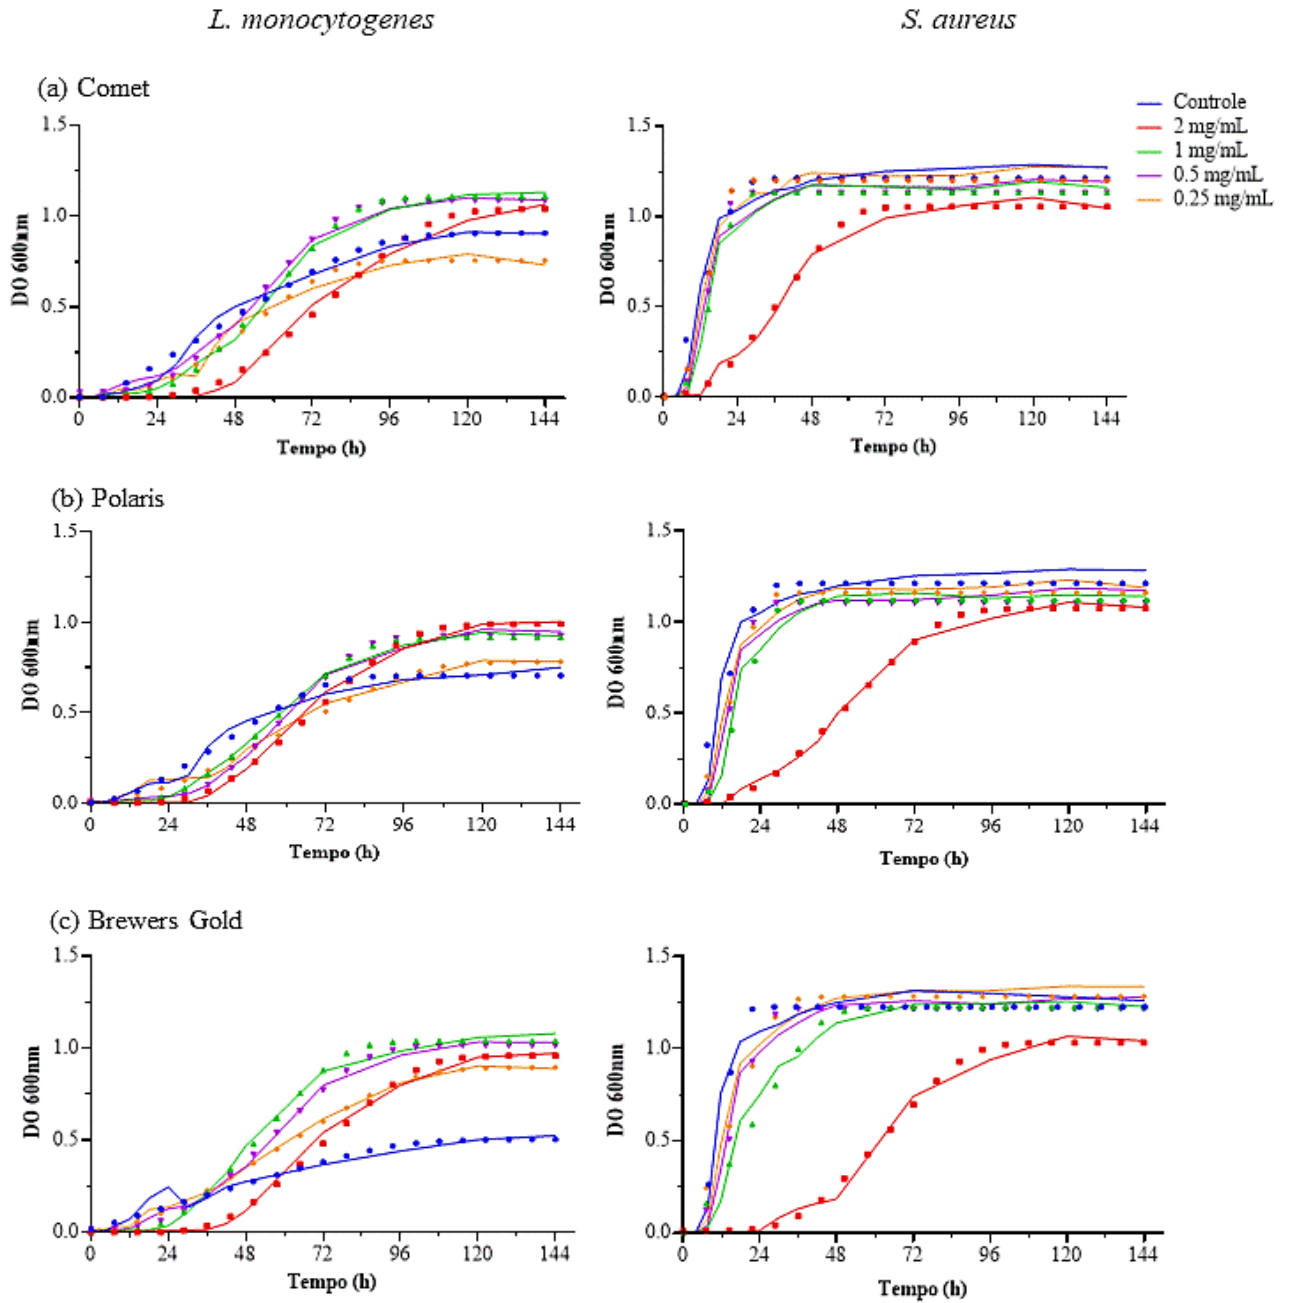 L. monocytogenes
S. aureus
(a) Comet
1.5
1.0
0.5
0.0
DO 600nm
0 24 48 72 96 120 144
Tempo (h)
1.5
1.0
0.5
0.0
DO 600nm
0 24 48 72 96 120 144
Tempo (h)
Controle
2 mg/mL
1 mg/mL
0.5 mg/mL
0.25 mg/mL
(b) Polaris
1.5
1.0
0.5
0.0
DO 600nm
0 24 48 72 96 120 144
Tempo (h)
1.5
1.0
0.5
0.0
DO 600nm
0 24 48 72 96 120 144
Tempo (h)
(c) Brewers Gold
1.5
1.0
0.5
0.0
DO 600nm
0 24 48 72 96 120 144
Tempo (h)
1.5
1.0
0.5
0.0
DO 600nm
0 24 48 72 96 120 144
Tempo (h)